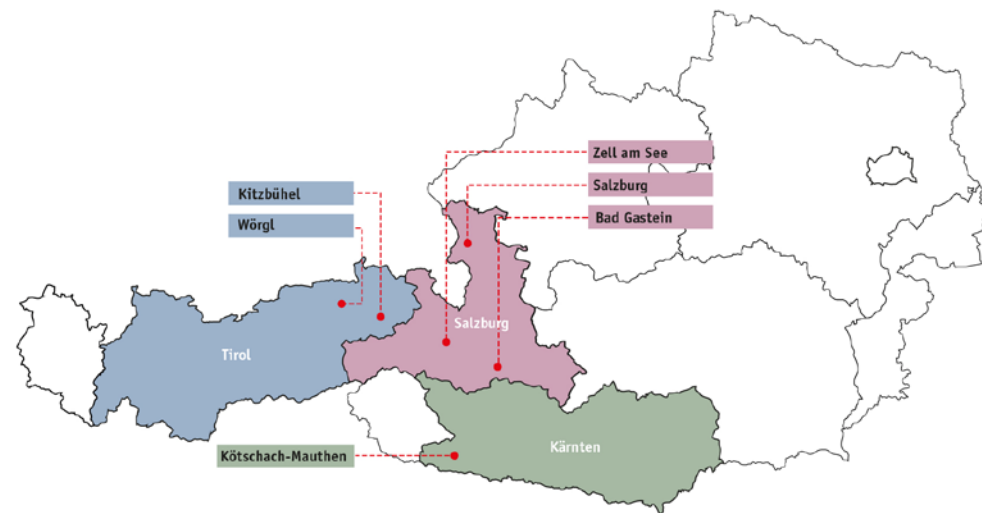 Zell am See
Kitzbühel
Salzburg
Wörgl
Bad Gastein
Salzburg
Tirol
Kärnten
Kötschach-Mauthen